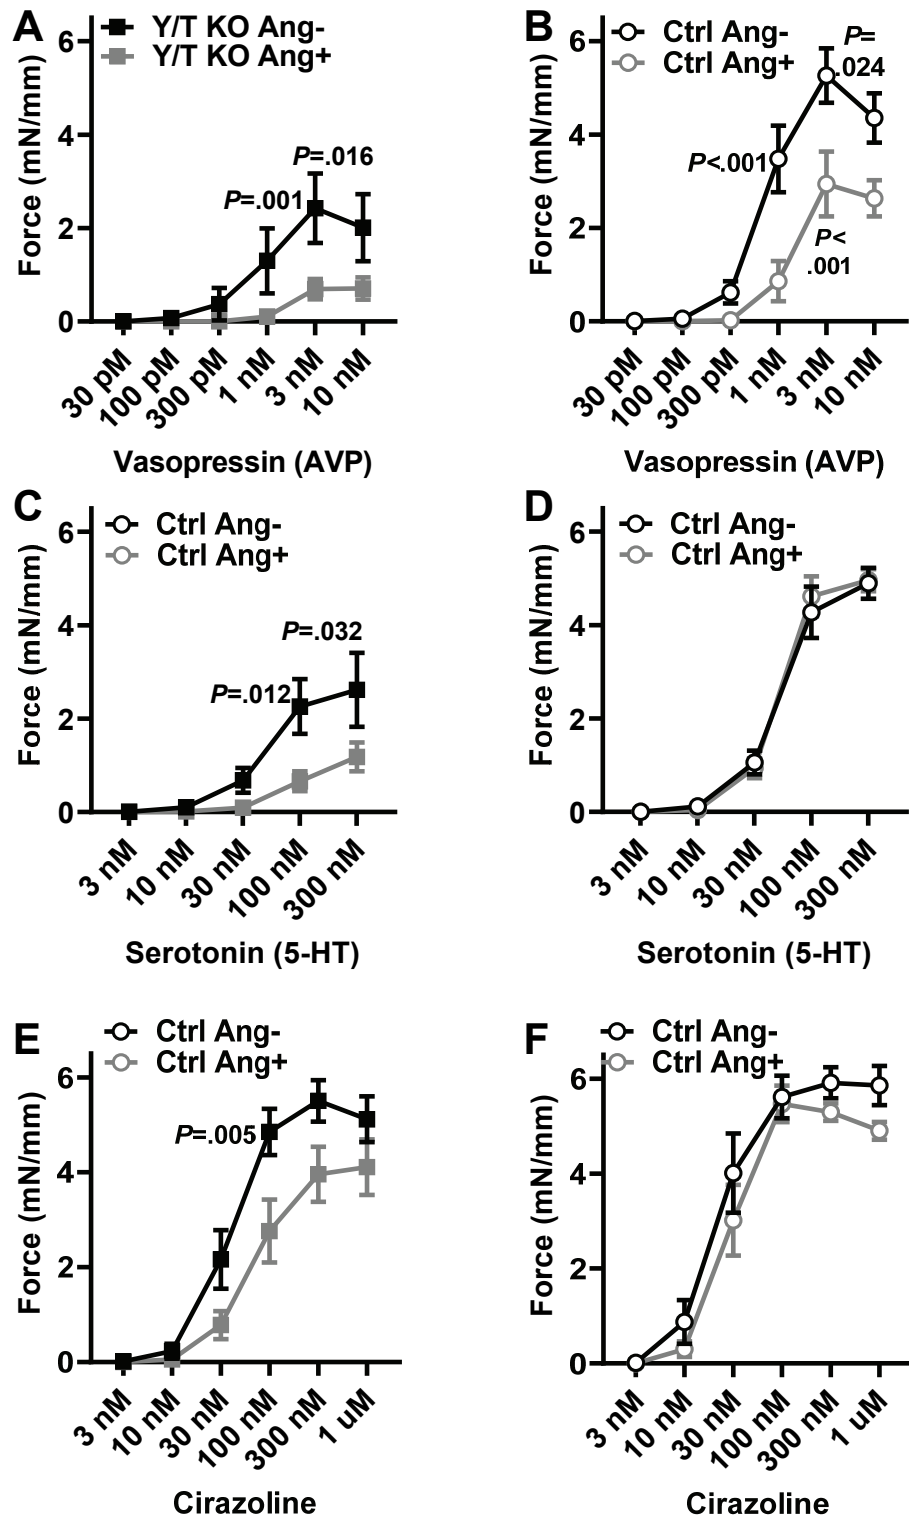 A
Y/T KO Ang-
Y/T KO Ang+
Force (mN/mm)
6
4
2
0
P=.001
P=.016
30 pM
100 pM
300 pM
1 nM
3 nM
10 nM
Vasopressin (AVP)
B
Ctrl Ang-
Ctrl Ang+
Force (mN/mm)
6
4
2
0
P<.001
P=
.024
P<
.001
30 pM
100 pM
300 pM
1 nM
3 nM
10 nM
Vasopressin (AVP)
C
Ctrl Ang-
Ctrl Ang+
Force (mN/mm)
6
4
2
0
P=.032
P=.012
3 nM
10 nM
30 nM
100 nM
300 nM
Serotonin (5-HT)
D
Ctrl Ang-
Ctrl Ang+
Force (mN/mm)
6
4
2
0
3 nM
10 nM
30 nM
100 nM
300 nM
Serotonin (5-HT)
E
Ctrl Ang-
Ctrl Ang+
Force (mN/mm)
6
4
2
0
P=.005
3 nM
10 nM
30 nM
100 nM
300 nM
1 uM
Cirazoline
F
Ctrl Ang-
Ctrl Ang+
Force (mN/mm)
6
4
2
0
3 nM
10 nM
30 nM
100 nM
300 nM
1 uM
Cirazoline